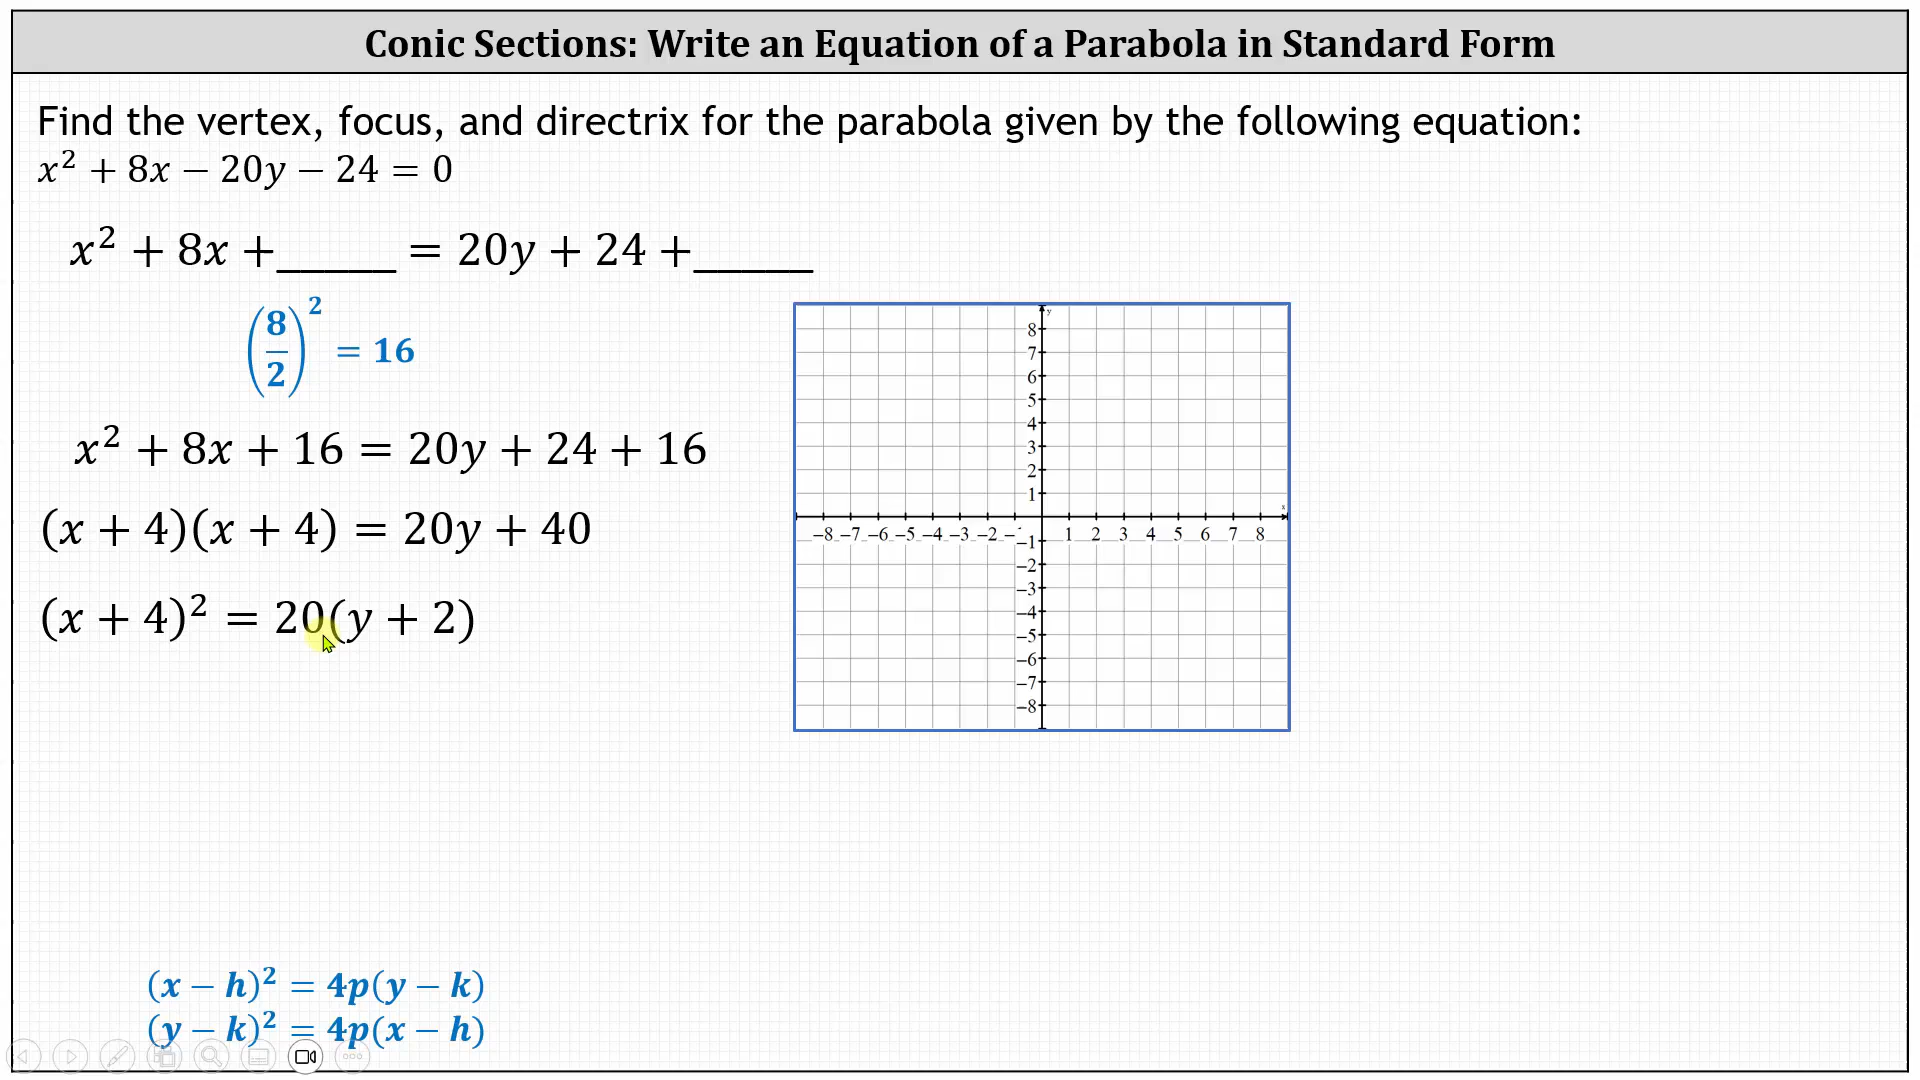 Conic Sections: Write an Equation of a Parabola in Standard Form
Find the vertex, focus, and directrix for the parabola given by the following equation:
x² + 8x − 20y − 24 = 0
x² + 8x +_____ = 20y + 24 +_____
(8/2)² = 16
x² + 8x + 16 = 20y + 24 + 16
(x + 4)(x + 4) = 20y + 40
(x + 4)² = 20(y + 2)
y
8
7
6
5
4
3
2
1
x
−8 −7 −6 −5 −4 −3 −2 − 1 2 3 4 5 6 7 8
−1
−2
−3
−4
−5
−6
−7
−8
(x − h)² = 4p(y − k)
(y − k)² = 4p(x − h)